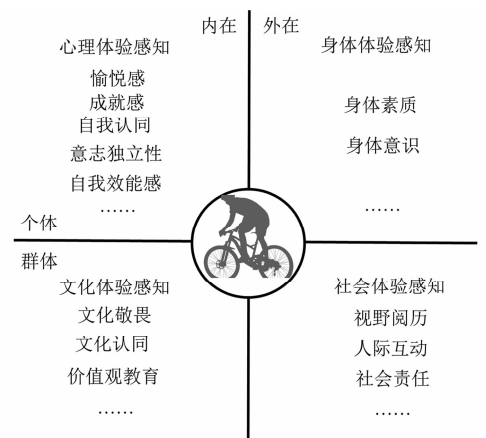 内在
外在
心理体验感知
愉悦感
成就感
自我认同
意志独立性
自我效能感
……
个休
身体体验感知
身体素质
身体意识
……
群体
文化体验感知
文化敬畏
文化认同
价值观教育
……
社会体验感知
视野阅历
人际互动
社会责任
……